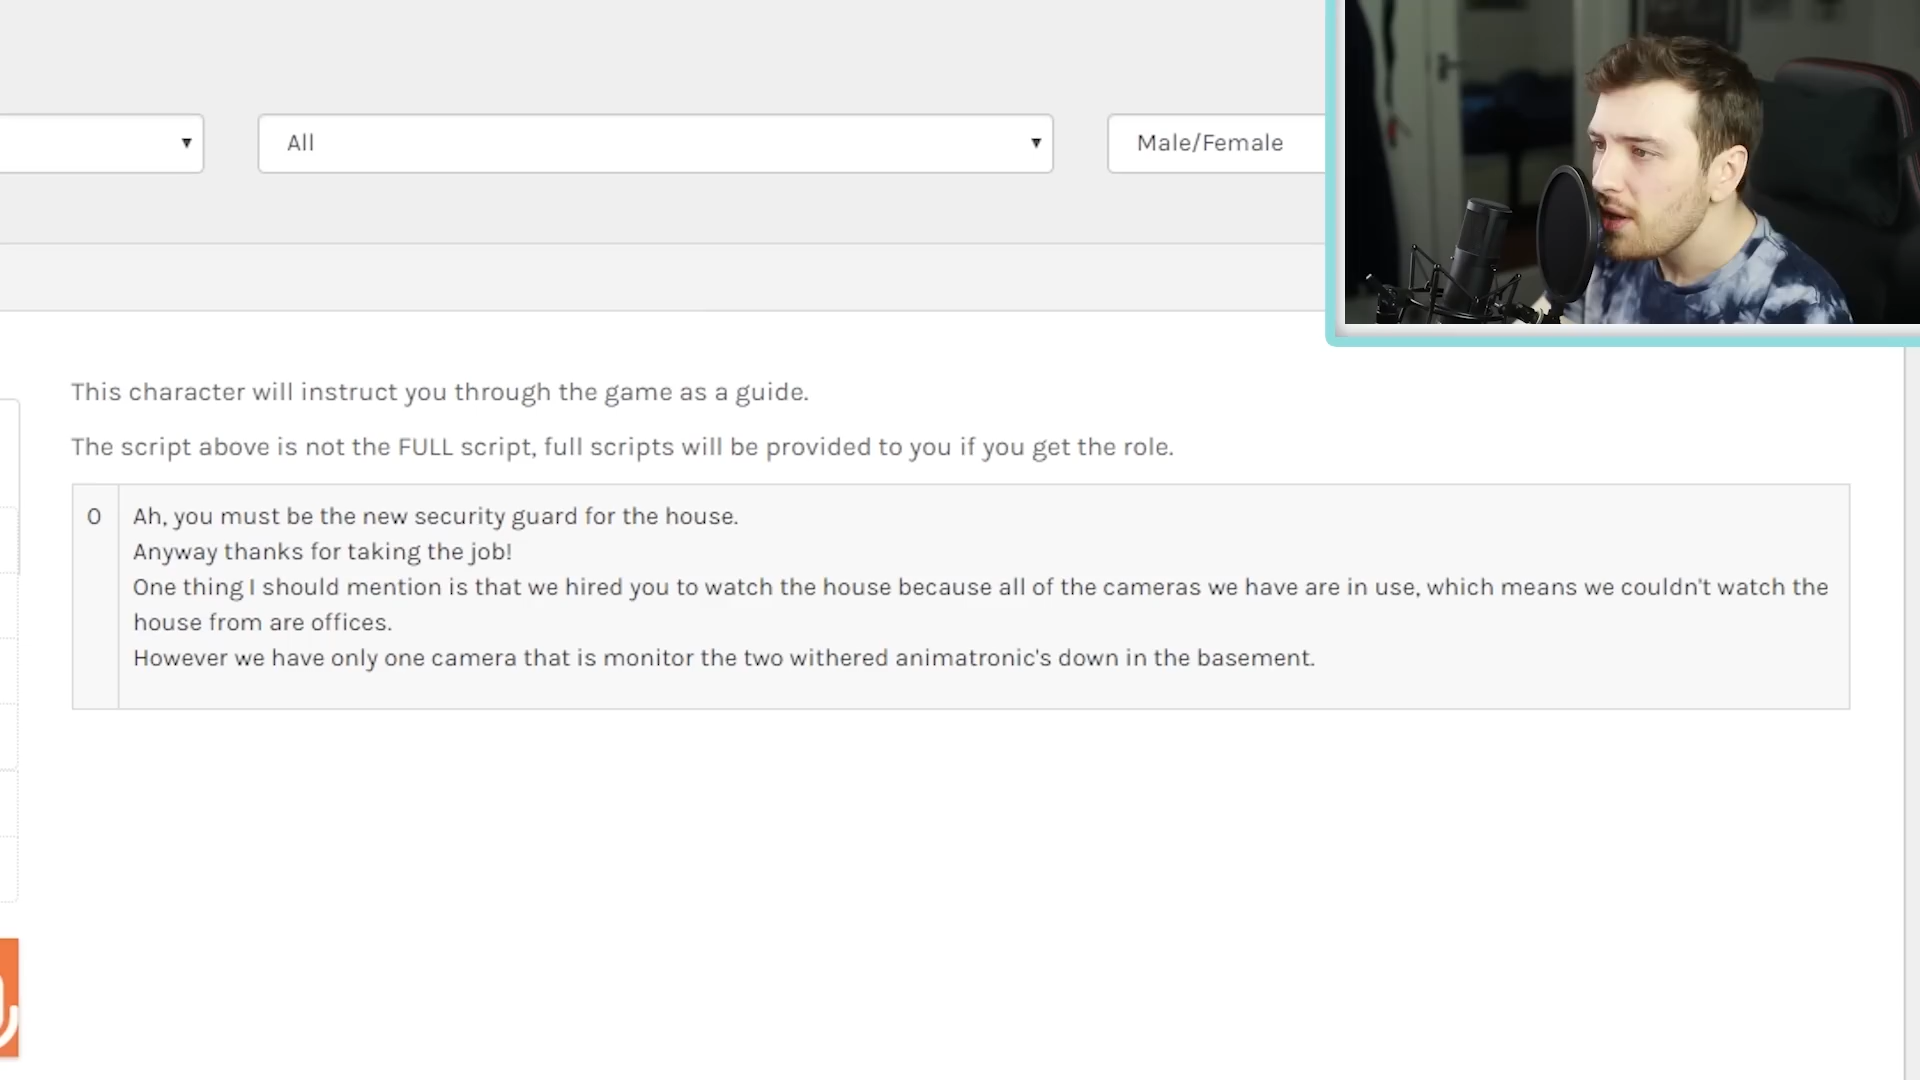 All
Male/Female
This character will instruct you through the game as a guide.
The script above is not the FULL script, full scripts will be provided to you if you get the role.
0
Ah, you must be the new security guard for the house.
Anyway thanks for taking the job!
One thing I should mention is that we hired you to watch the house because all of the cameras we have are in use, which means we couldn't watch the
house from are offices.
However we have only one camera that is monitor the two withered animatronic's down in the basement.